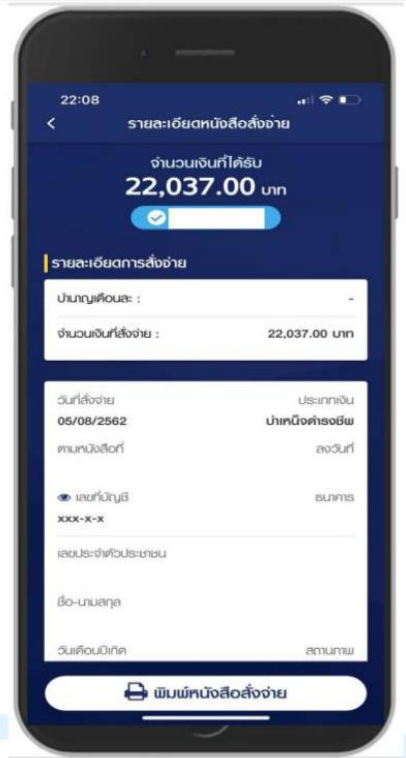 22:08
รายละเอียดหนังสือสั่งจ่าย
จำนวนเงินที่ได้รับ
22,037.00 บาท
รายละเอียดการสั่งจ่าย
บำนาญเดือนละ : -
จำนวนเงินที่สั่งจ่าย : 22,037.00 บาท
วันที่สั่งจ่าย ประเภทเงิน
05/08/2562 บำเหน็จดำรงชีพ
ตามหนังสือที่ ลงวันที่
เลขที่บัญชี ธนาคาร
xxx-x-x
เลขประจำตัวประชาชน
ชื่อ-นามสกุล
วันเดือนปีเกิด สถานภาพ
พิมพ์หนังสือสั่งจ่าย